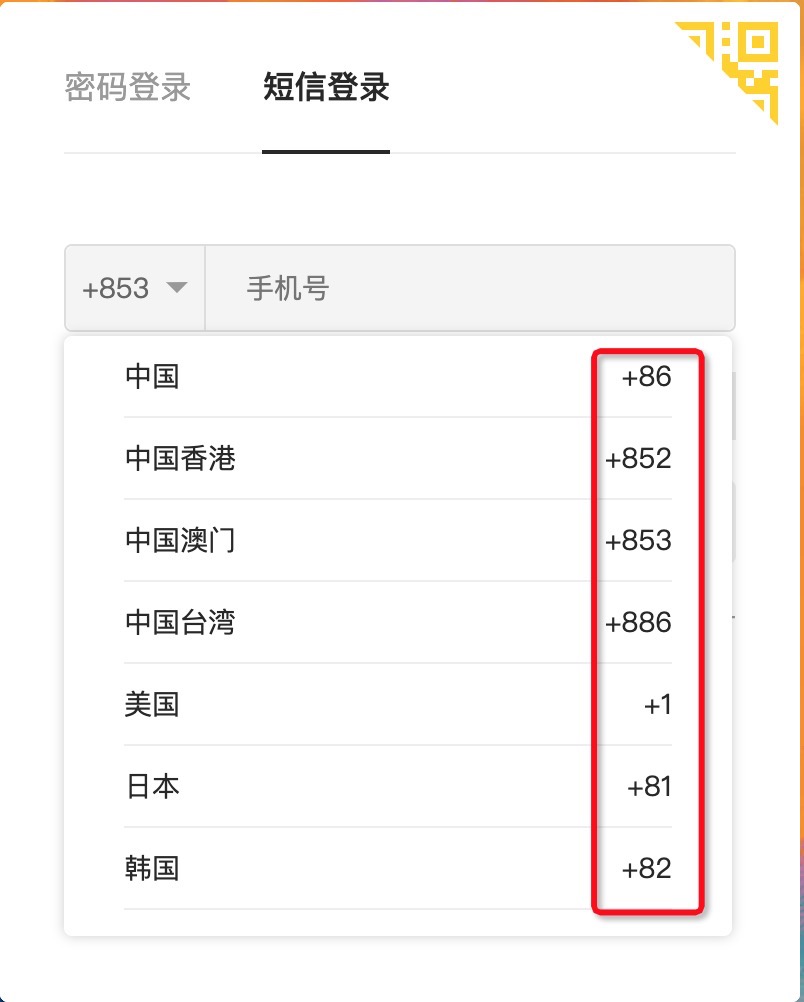 密码登录 短信登录
+853 手机号
中国 +86
中国香港 +852
中国澳门 +853
中国台湾 +886
美国 +1
日本 +81
韩国 +82